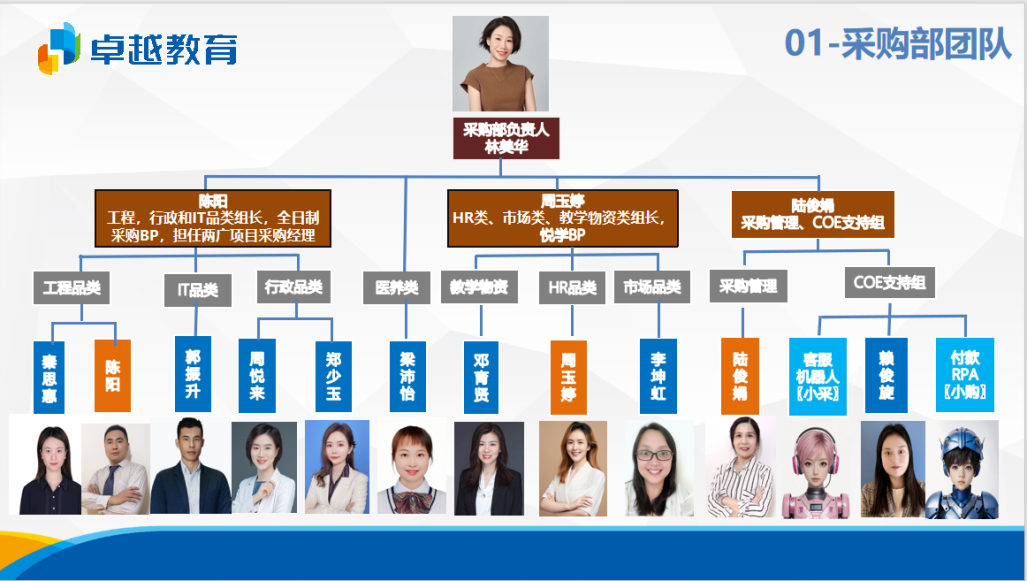 卓越教育
01-采购部团队
采购部负责人
林美华
陈阳
工程，行政和IT品类组长，全日制
采购BP，担任两广项目采购经理
周玉婷
HR类、市场类、教学物资类组长，
悦学BP
陆俊娟
采购管理、COE支持组
工程品类
IT品类
行政品类
医养类
教学物资
HR品类
市场品类
采购管理
COE支持组
秦思惠
陈阳
郭振升
周悦来
郑少玉
梁沛怡
邓育贤
周玉婷
李坤虹
陆俊娟
客服
机器人
〖小采〗
赖俊旋
付款
RPA
〖小购〗